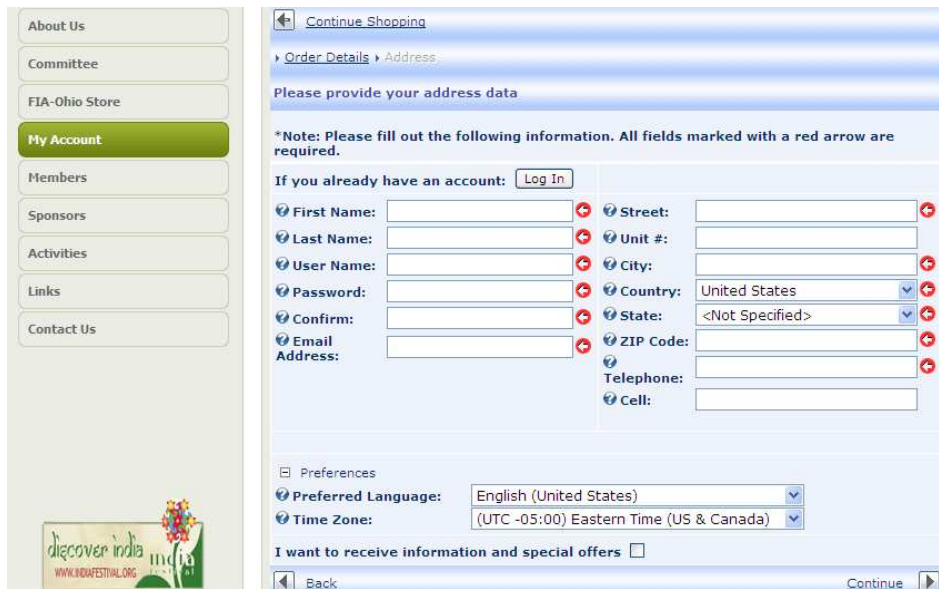 About Us
Committee
FIA-Ohio Store
My Account
Members
Sponsors
Activities
Links
Contact Us
discover india
WWW.INDIAFESTIVAL.ORG
india
festival
Continue Shopping
Order Details Address
Please provide your address data
*Note: Please fill out the following information. All fields marked with a red arrow are
required.
If you already have an account: Log In
First Name:
Last Name:
User Name:
Password:
Confirm:
Email
Address:
Street:
Unit #:
City:
Country: United States
State: <Not Specified>
ZIP Code:
Telephone:
Cell:
Preferences
Preferred Language: English (United States)
Time Zone: (UTC -05:00) Eastern Time (US & Canada)
I want to receive information and special offers
Back Continue